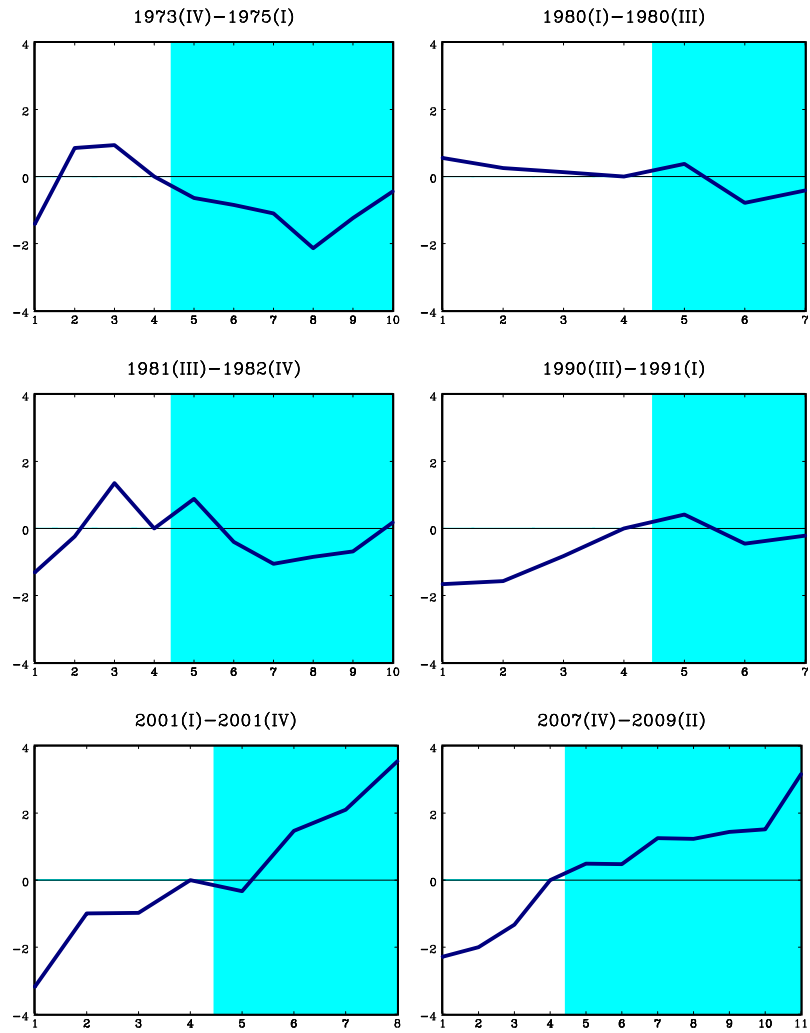 1973(IV)−1975(I)
4
2
0
−2
−4
1 2 3 4 5 6 7 8 9 10
1980(I)−1980(III)
4
2
0
−2
−4
1 2 3 4 5 6 7
1981(III)−1982(IV)
4
2
0
−2
−4
1 2 3 4 5 6 7 8 9 10
1990(III)−1991(I)
4
2
0
−2
−4
1 2 3 4 5 6 7
2001(I)−2001(IV)
4
2
0
−2
−4
1 2 3 4 5 6 7 8
2007(IV)−2009(II)
4
2
0
−2
−4
1 2 3 4 5 6 7 8 9 10 11